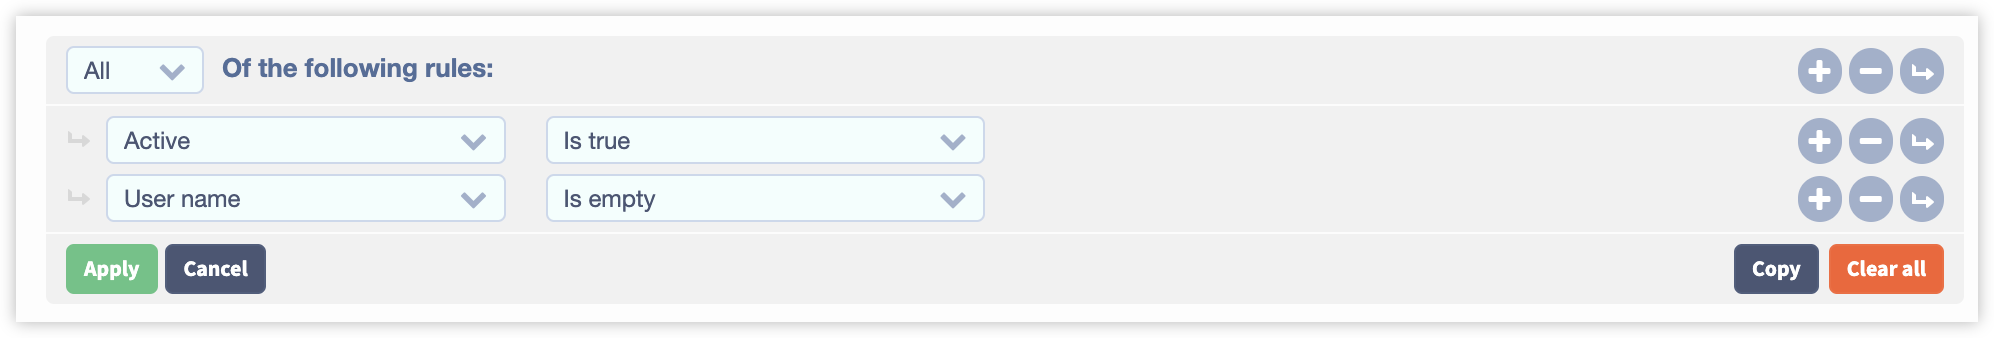 All Of the following rules:
Active Is true
User name Is empty
Apply Cancel Copy Clear all